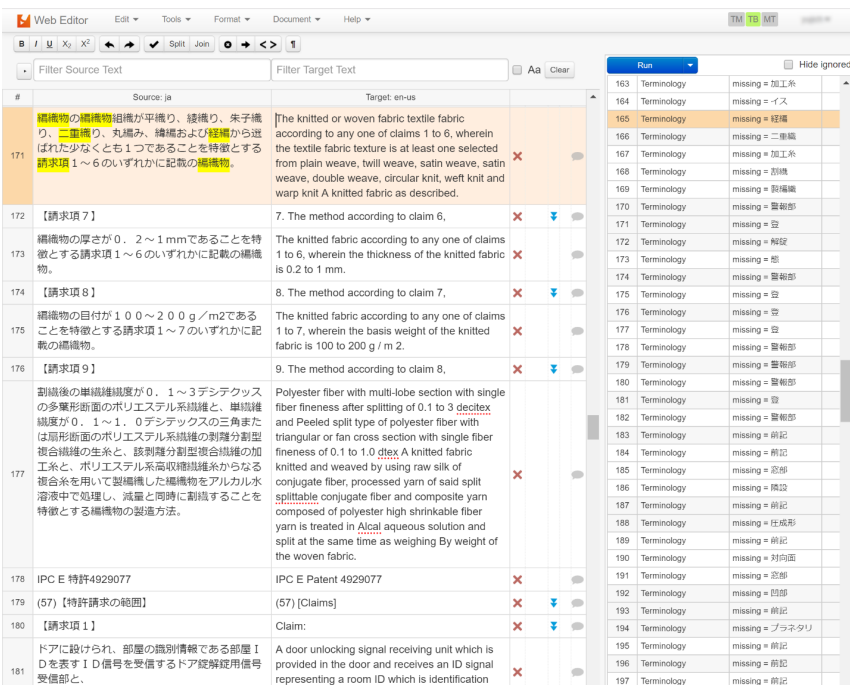 Web Editor Edit Tools Format Document Help TM TB MT
B I U X₂ X² Split Join < > ¶
Filter Source Text Filter Target Text Aa Clear
Run Hide ignored
# Source: ja Target: en-us
171
編織物の編織物組織が平織り、綾織り、朱子織
り、二重織り、丸編み、緯編および経編から選
ばれた少なくとも1つであることを特徴とする
請求項1～6のいずれかに記載の編織物。
The knitted or woven fabric textile fabric
according to any one of claims 1 to 6, wherein
the textile fabric texture is at least one selected
from plain weave, twill weave, satin weave, satin
weave, double weave, circular knit, weft knit and
warp knit A knitted fabric as described.
172 【請求項7】 7. The method according to claim 6,
173
編織物の厚さが0．2～1mmであることを特
徴とする請求項1～6のいずれかに記載の編織
物。
The knitted fabric according to any one of claims
1 to 6, wherein the thickness of the knitted fabric
is 0.2 to 1 mm.
174 【請求項8】 8. The method according to claim 7,
175
編織物の目付が100～200g／m2である
ことを特徴とする請求項1～7のいずれかに記
載の編織物。
The knitted fabric according to any one of claims
1 to 7, wherein the basis weight of the knitted
fabric is 100 to 200 g / m 2.
176 【請求項9】 9. The method according to claim 8,
177
割繊後の単繊維繊度が0．1～3デシテクッス
の多葉形断面のポリエステル系繊維と、単繊維
繊度が0．1～1．0デシテックスの三角また
は扇形断面のポリエステル系繊維の剥離分割型
複合繊維の生糸と、該剥離分割型複合繊維の加
工糸と、ポリエステル系高収縮繊維糸からなる
複合糸を用いて製編織した編織物をアルカル水
溶液中で処理し、減量と同時に割繊することを
特徴とする編織物の製造方法。
Polyester fiber with multi-lobe section with single
fiber fineness after splitting of 0.1 to 3 decitex
and Peeled split type of polyester fiber with
triangular or fan cross section with single fiber
fineness of 0.1 to 1.0 dtex A knitted fabric
knitted and weaved by using raw silk of
conjugate fiber, processed yarn of said split
splittable conjugate fiber and composite yarn
composed of polyester high shrinkable fiber
yarn is treated in Alcal aqueous solution and
split at the same time as weighing By weight of
the woven fabric.
178 IPC E 特許4929077 IPC E Patent 4929077
179 (57)【特許請求の範囲】 (57) [Claims]
180 【請求項1】 Claim:
181
ドアに設けられ、部屋の識別情報である部屋I
Dを表すID信号を受信するドア錠解錠用信号
受信部と、
A door unlocking signal receiving unit which is
provided in the door and receives an ID signal
representing a room ID which is identification
163 Terminology missing = 加工糸
164 Terminology missing = イス
165 Terminology missing = 経編
166 Terminology missing = 二重織
167 Terminology missing = 加工糸
168 Terminology missing = 割繊
169 Terminology missing = 製編織
170 Terminology missing = 警報部
171 Terminology missing = 登
172 Terminology missing = 解錠
173 Terminology missing = 態
174 Terminology missing = 警報部
175 Terminology missing = 登
176 Terminology missing = 登
177 Terminology missing = 登
178 Terminology missing = 警報部
179 Terminology missing = 警報部
180 Terminology missing = 警報部
181 Terminology missing = 登
182 Terminology missing = 警報部
183 Terminology missing = 前記
184 Terminology missing = 前記
185 Terminology missing = 窓部
186 Terminology missing = 隣設
187 Terminology missing = 前記
188 Terminology missing = 圧成形
189 Terminology missing = 前記
190 Terminology missing = 対向面
191 Terminology missing = 窓部
192 Terminology missing = 凹部
193 Terminology missing = 前記
194 Terminology missing = プラネタリ
195 Terminology missing = 前記
196 Terminology missing = 前記
197 Terminology missing = 前記